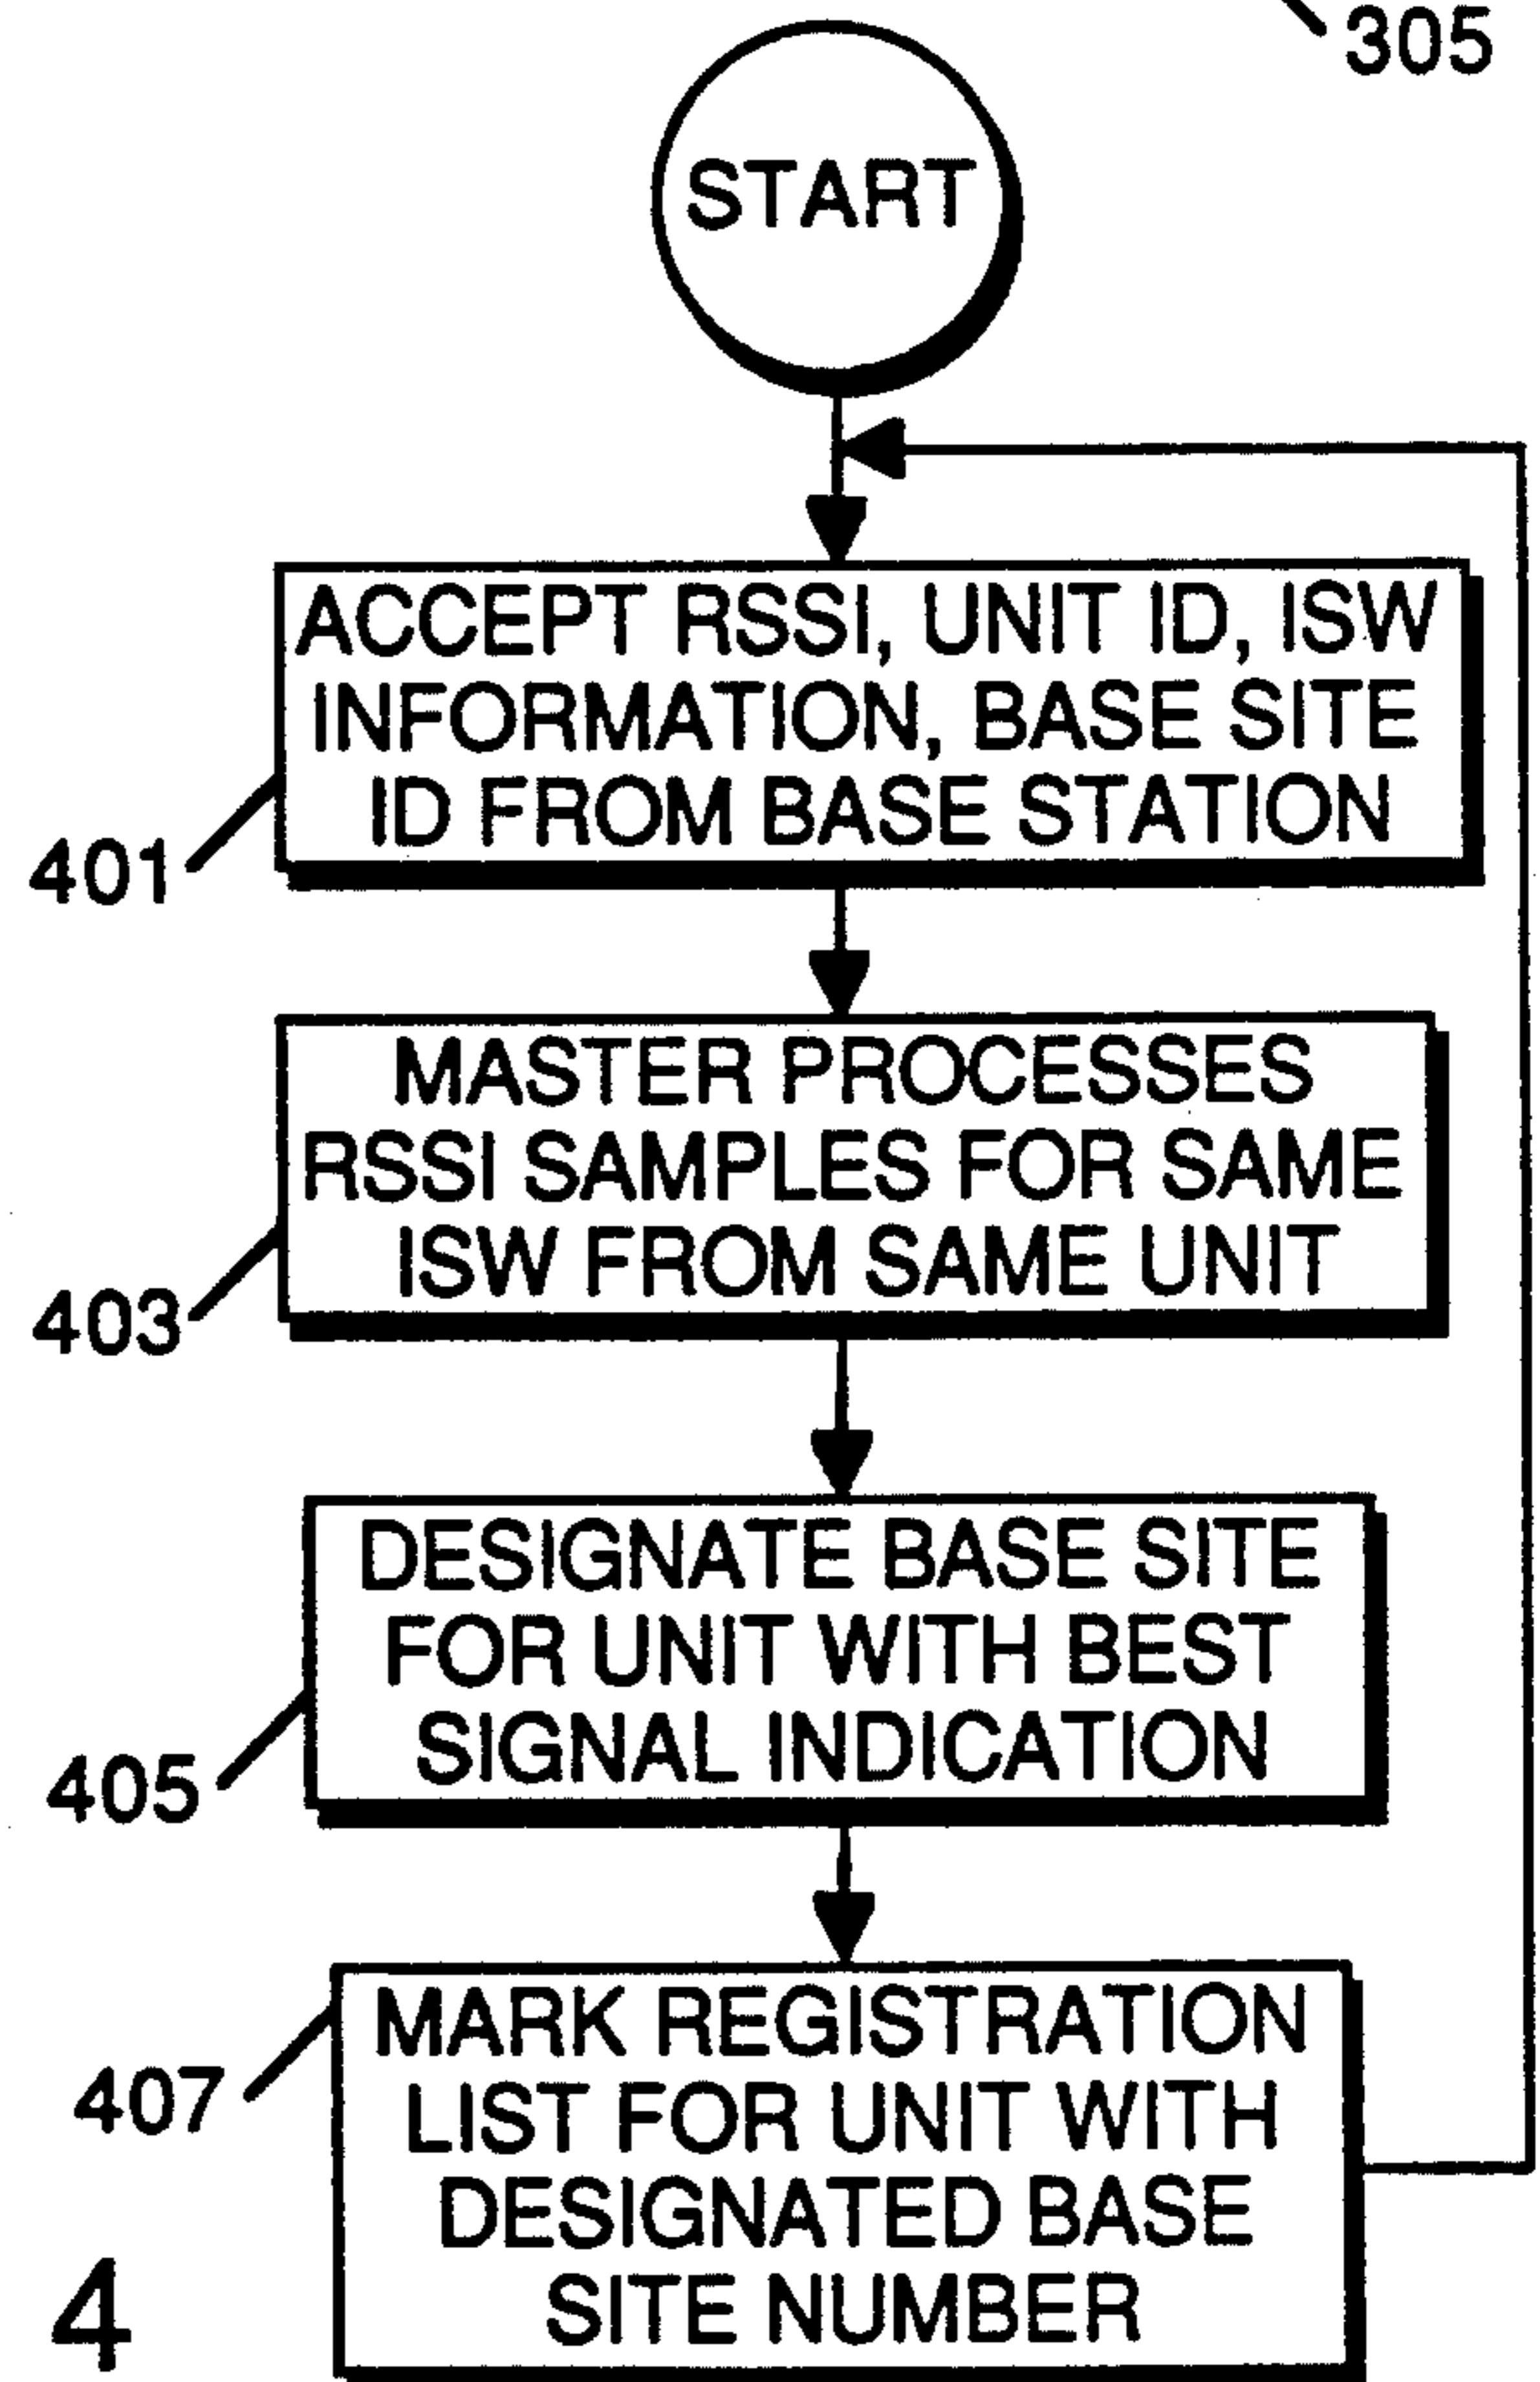 305
START
ACCEPT RSSI, UNIT ID, ISW
INFORMATION, BASE SITE
ID FROM BASE STATION
401
MASTER PROCESSES
RSSI SAMPLES FOR SAME
ISW FROM SAME UNIT
403
DESIGNATE BASE SITE
FOR UNIT WITH BEST
SIGNAL INDICATION
405
MARK REGISTRATION
LIST FOR UNIT WITH
DESIGNATED BASE
SITE NUMBER
407
4